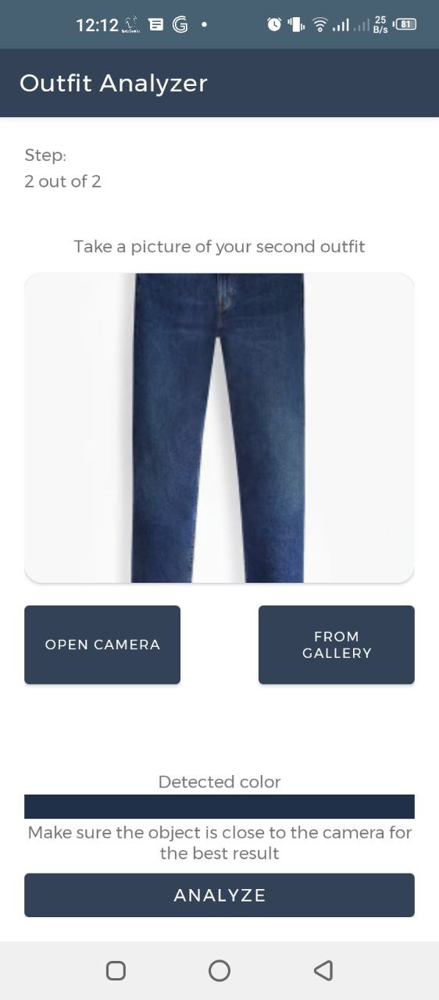 12:12
25
B/s
81
Outfit Analyzer
Step:
2 out of 2
Take a picture of your second outfit
OPEN CAMERA
FROM
GALLERY
Detected color
Make sure the object is close to the camera for
the best result
ANALYZE